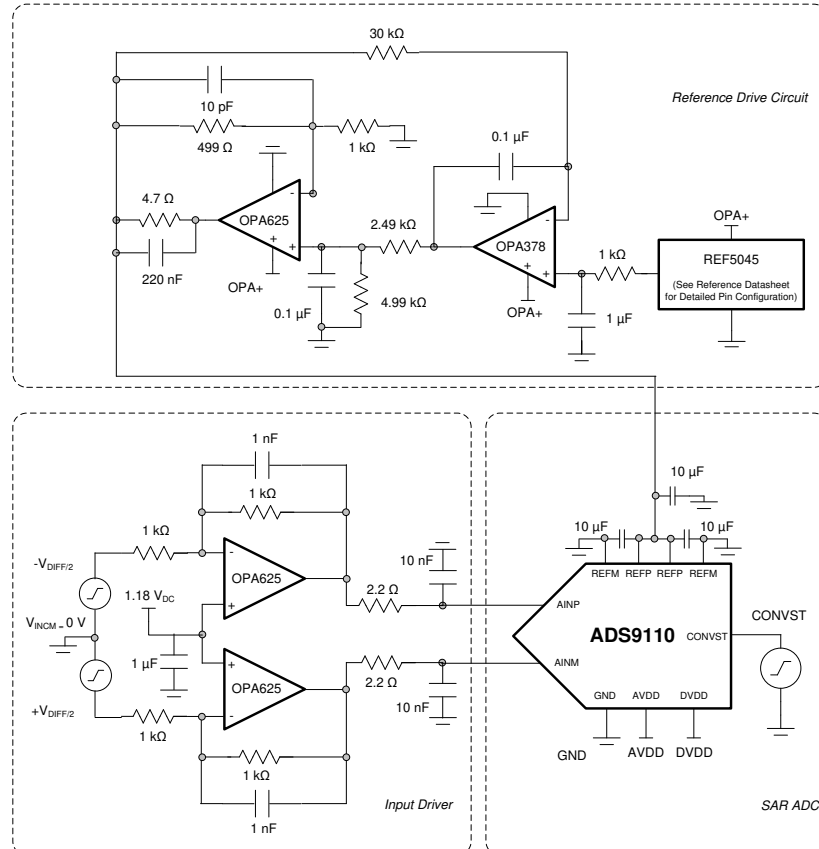 30 kΩ
Reference Drive Circuit
10 pF
499 Ω
1 kΩ
0.1 µF
4.7 Ω
-
OPA625
+
+
220 nF
OPA+
0.1 µF
4.99 kΩ
2.49 kΩ
-
OPA378
+
+
OPA+
1 kΩ
1 µF
OPA+
REF5045
(See Reference Datasheet
for Detailed Pin Configuration)
1 nF
1 kΩ
1 kΩ
-
OPA625
+
-VDIFF/2
1.18 VDC
VINCM - 0 V
1 µF
+
OPA625
-
+VDIFF/2
1 kΩ
1 kΩ
1 nF
2.2 Ω
10 nF
2.2 Ω
10 nF
Input Driver
10 µF
10 µF
10 µF
REFM
REFP
REFP
REFM
AINP
ADS9110
CONVST
AINM
GND
AVDD
DVDD
CONVST
GND
AVDD
DVDD
SAR ADC